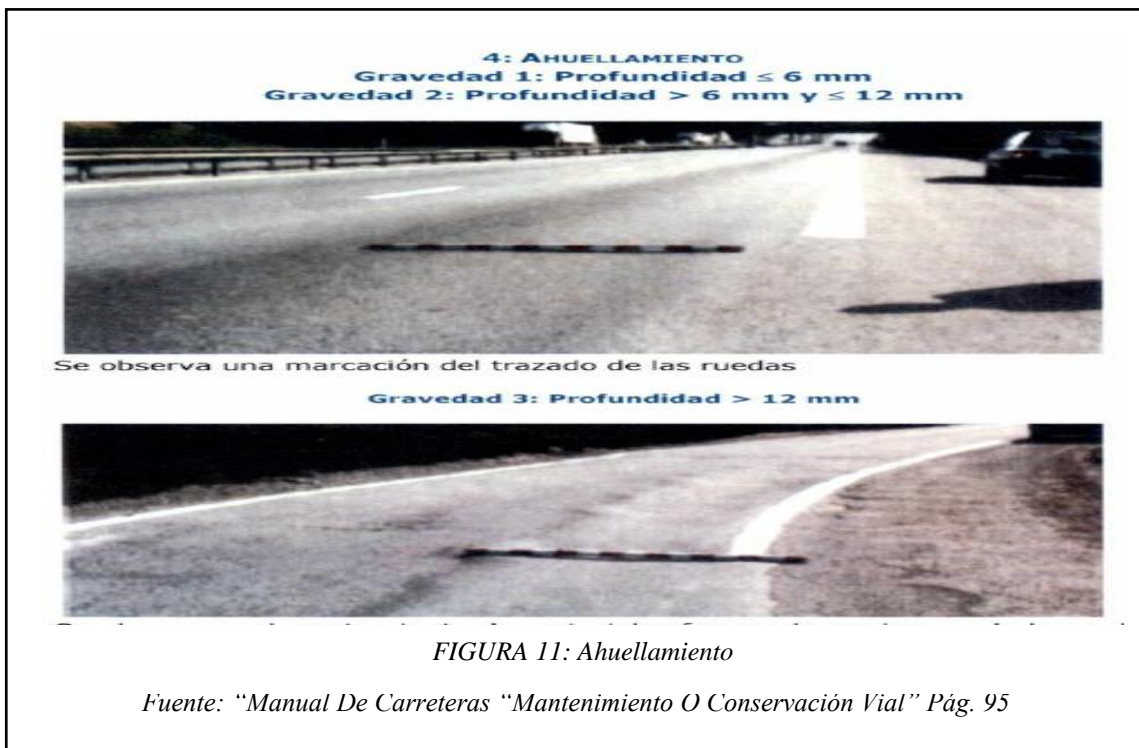 4: AHUELLAMIENTO
Gravedad 1: Profundidad ≤ 6 mm
Gravedad 2: Profundidad > 6 mm y ≤ 12 mm
Se observa una marcación del trazado de las ruedas
Gravedad 3: Profundidad > 12 mm
FIGURA 11: Ahuellamiento
Fuente: “Manual De Carreteras “Mantenimiento O Conservación Vial” Pág. 95